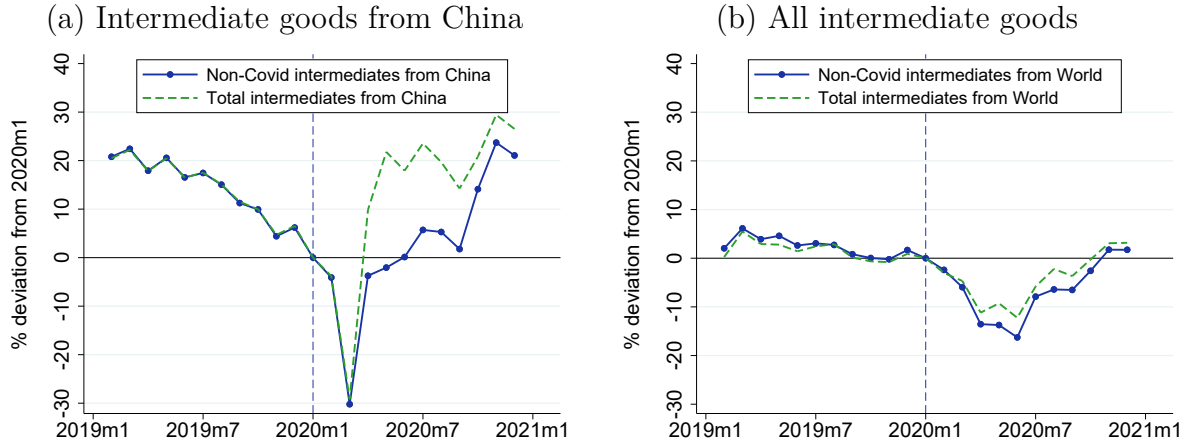 (a) Intermediate goods from China
Non-Covid intermediates from China
Total intermediates from China
% deviation from 2020m1
40
30
20
10
0
-10
-20
-30
2019m1 2019m7 2020m1 2020m7 2021m1
(b) All intermediate goods
Non-Covid intermediates from World
Total intermediates from World
% deviation from 2020m1
40
30
20
10
0
-10
-20
-30
2019m1 2019m7 2020m1 2020m7 2021m1